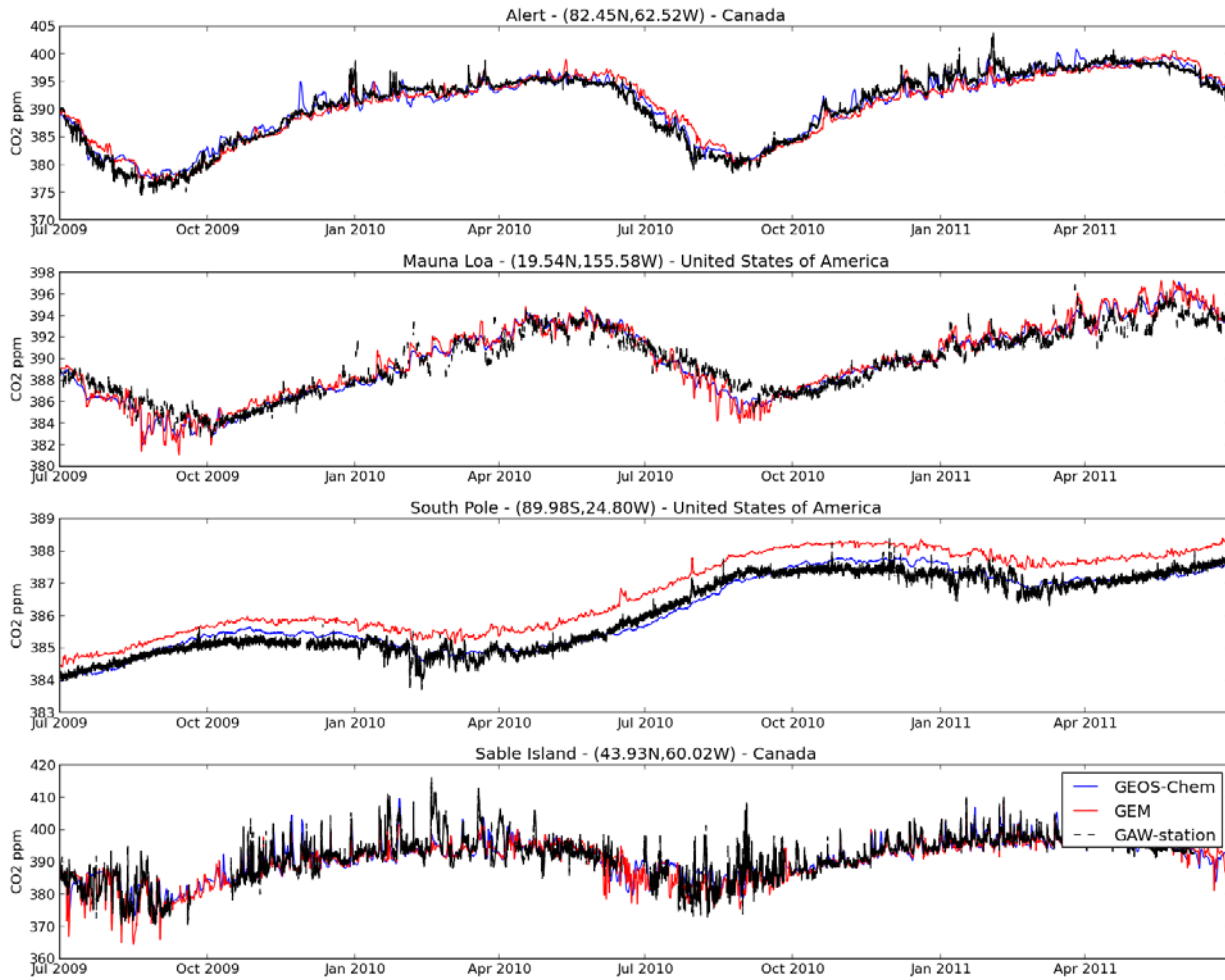 Alert - (82.45N,62.52W) - Canada
405
400
395
390
385
380
375
370
CO2 ppm
Jul 2009 Oct 2009 Jan 2010 Apr 2010 Jul 2010 Oct 2010 Jan 2011 Apr 2011
Mauna Loa - (19.54N,155.58W) - United States of America
398
396
394
392
390
388
386
384
382
380
CO2 ppm
Jul 2009 Oct 2009 Jan 2010 Apr 2010 Jul 2010 Oct 2010 Jan 2011 Apr 2011
South Pole - (89.98S,24.80W) - United States of America
389
388
387
386
385
384
383
CO2 ppm
Jul 2009 Oct 2009 Jan 2010 Apr 2010 Jul 2010 Oct 2010 Jan 2011 Apr 2011
Sable Island - (43.93N,60.02W) - Canada
420
410
400
390
380
370
360
CO2 ppm
GEOS-Chem
GEM
GAW-station
Jul 2009 Oct 2009 Jan 2010 Apr 2010 Jul 2010 Oct 2010 Jan 2011 Apr 2011